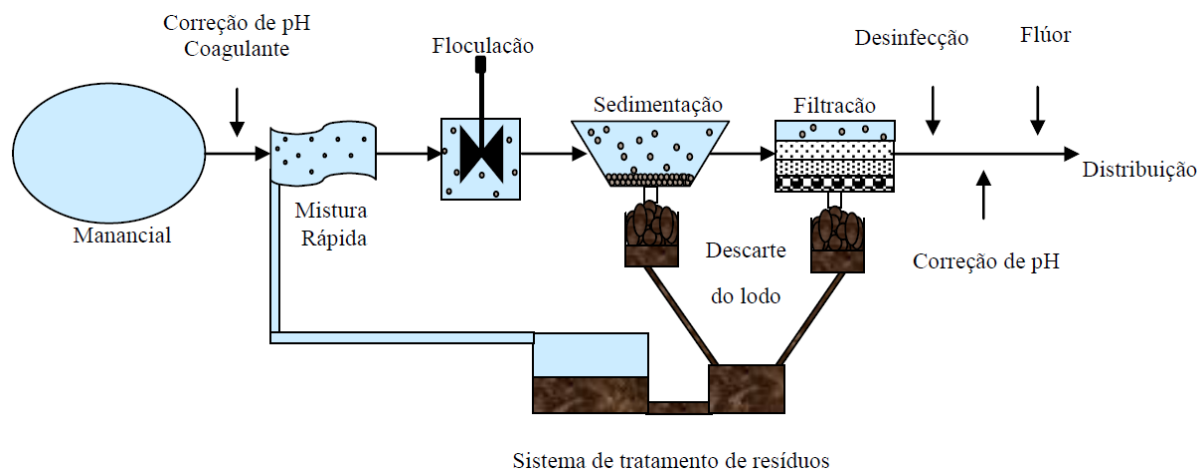 Correção de pH
Coagulante
Floculação
Desinfecção
Flúor
Sedimentação
Filtracão
Distribuição
Manancial
Mistura
Rápida
Descarte
do lodo
Correção de pH
Sistema de tratamento de resíduos